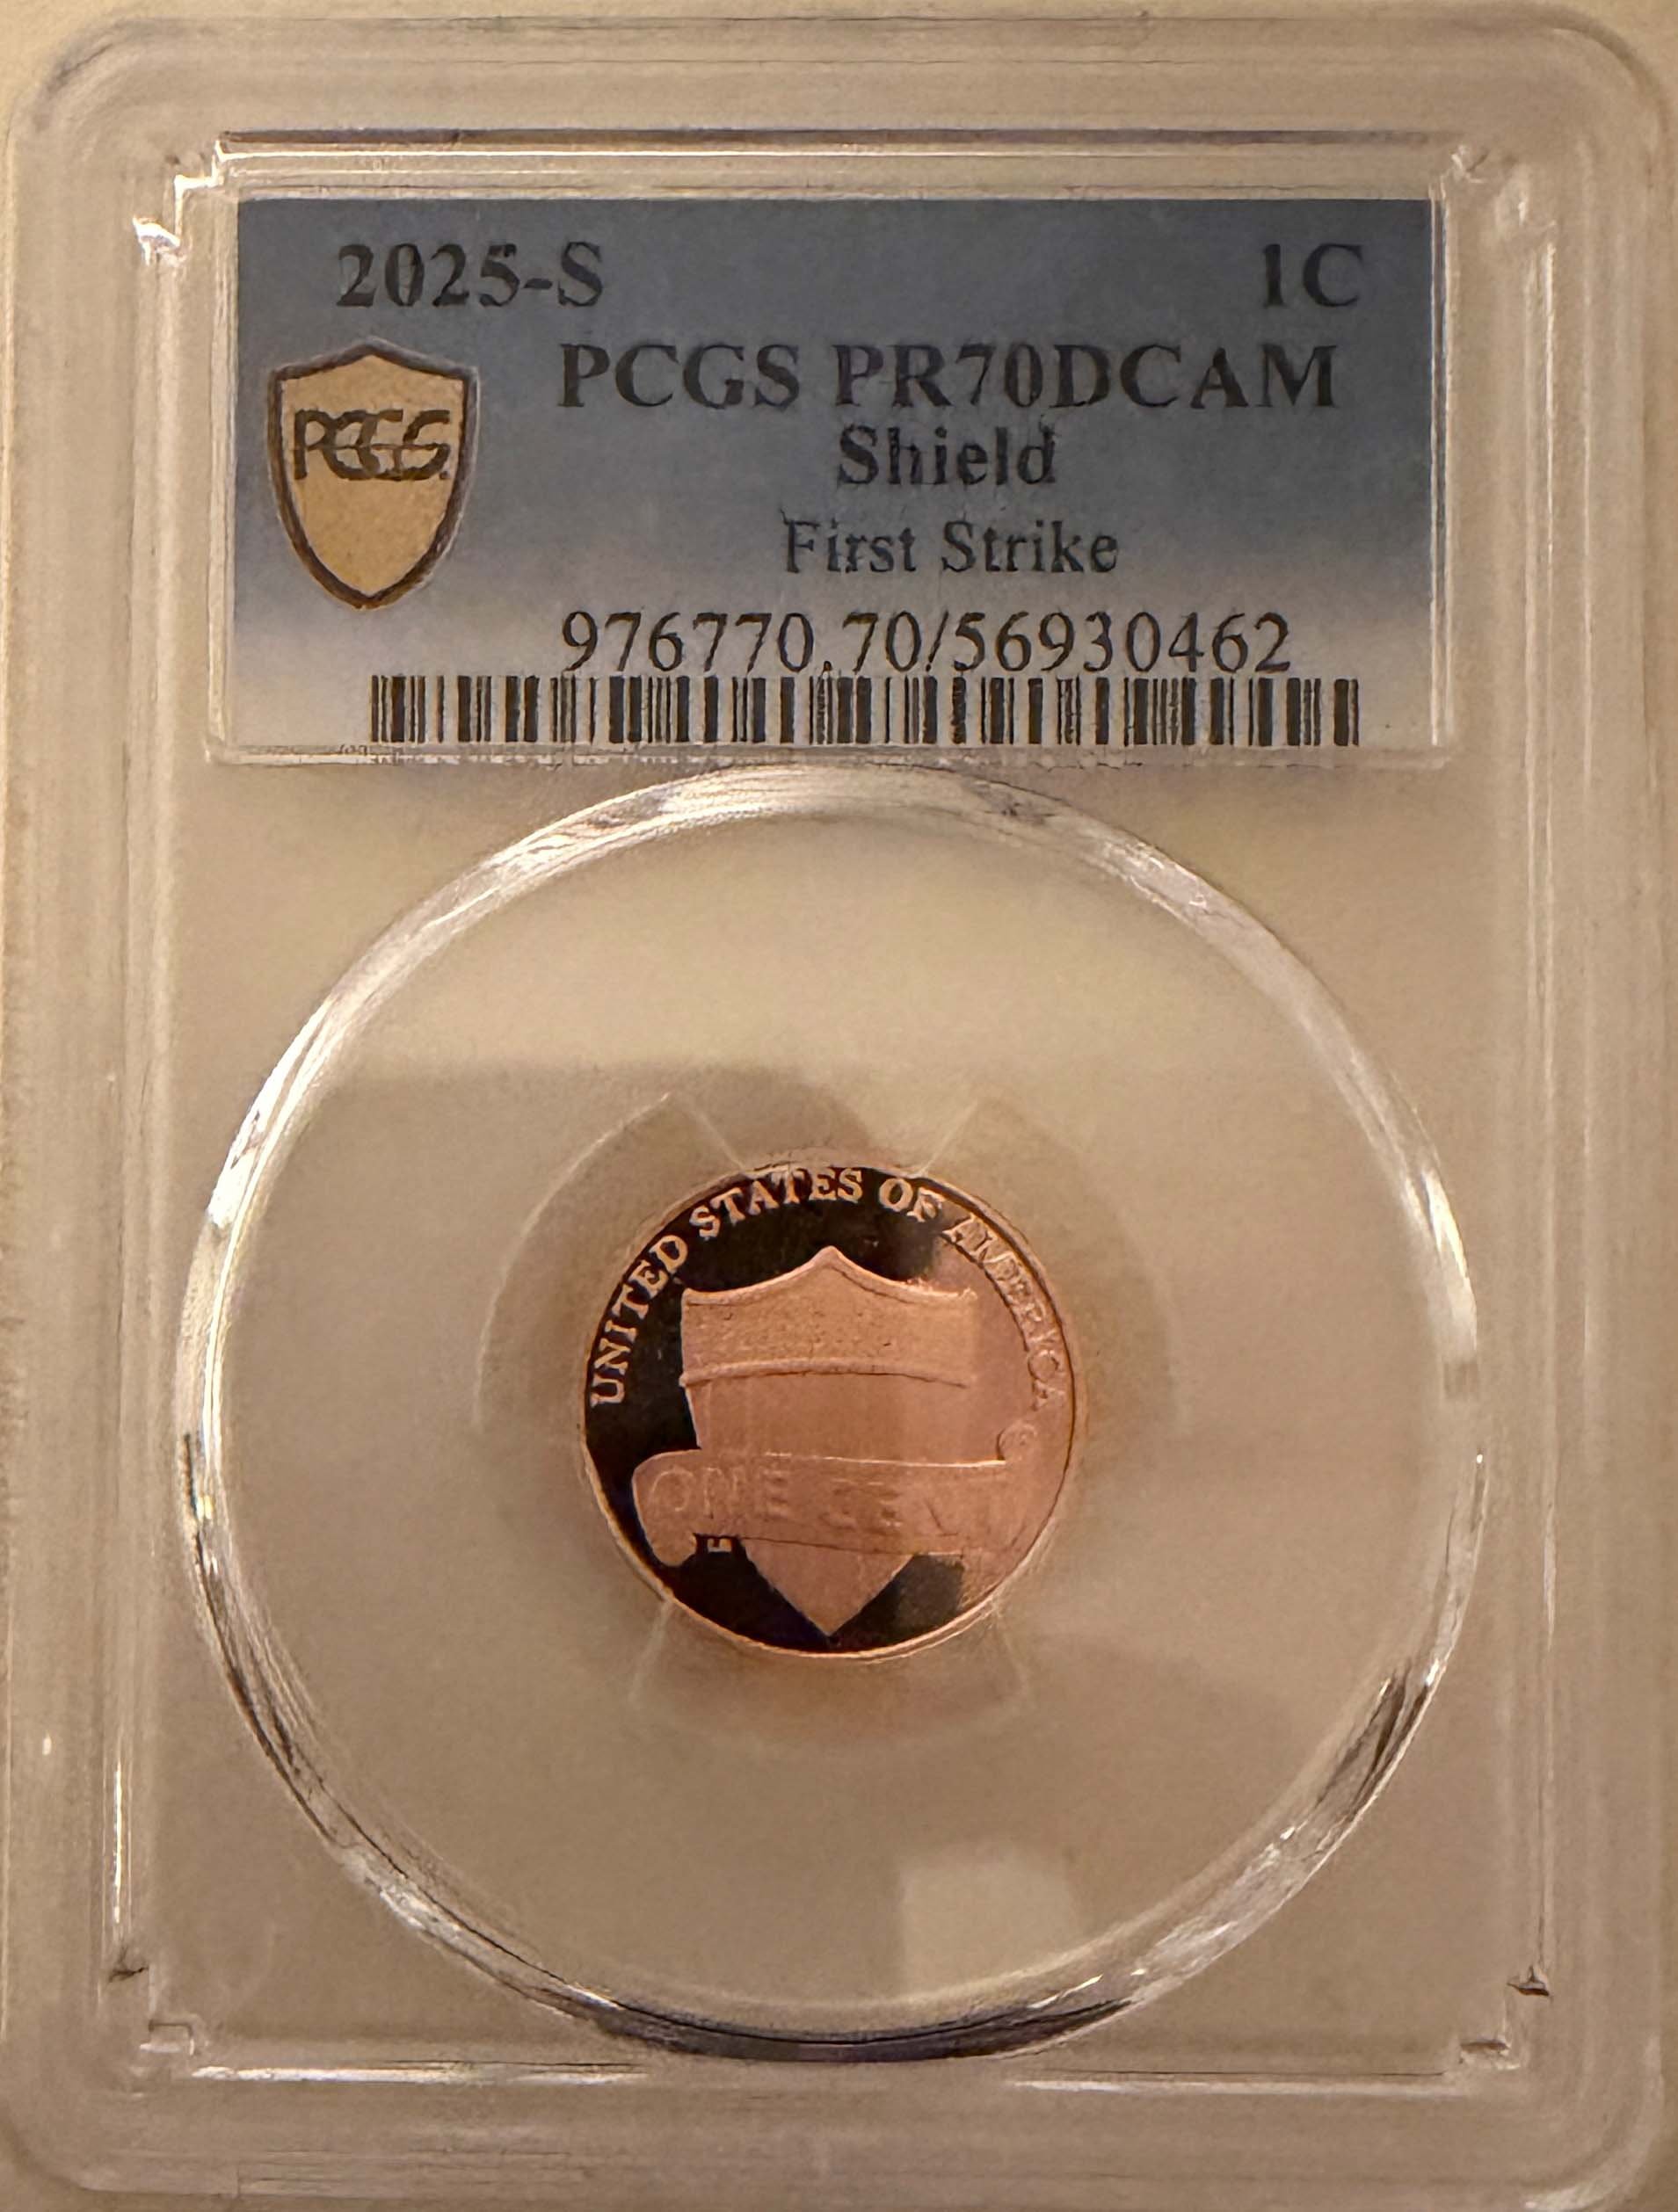 2025-S 1C
PCGS PR70DCAM
PCGS
Shield
First Strike
976770.70/56930462
UNITED STATES OF AMERICA
ONE CENT